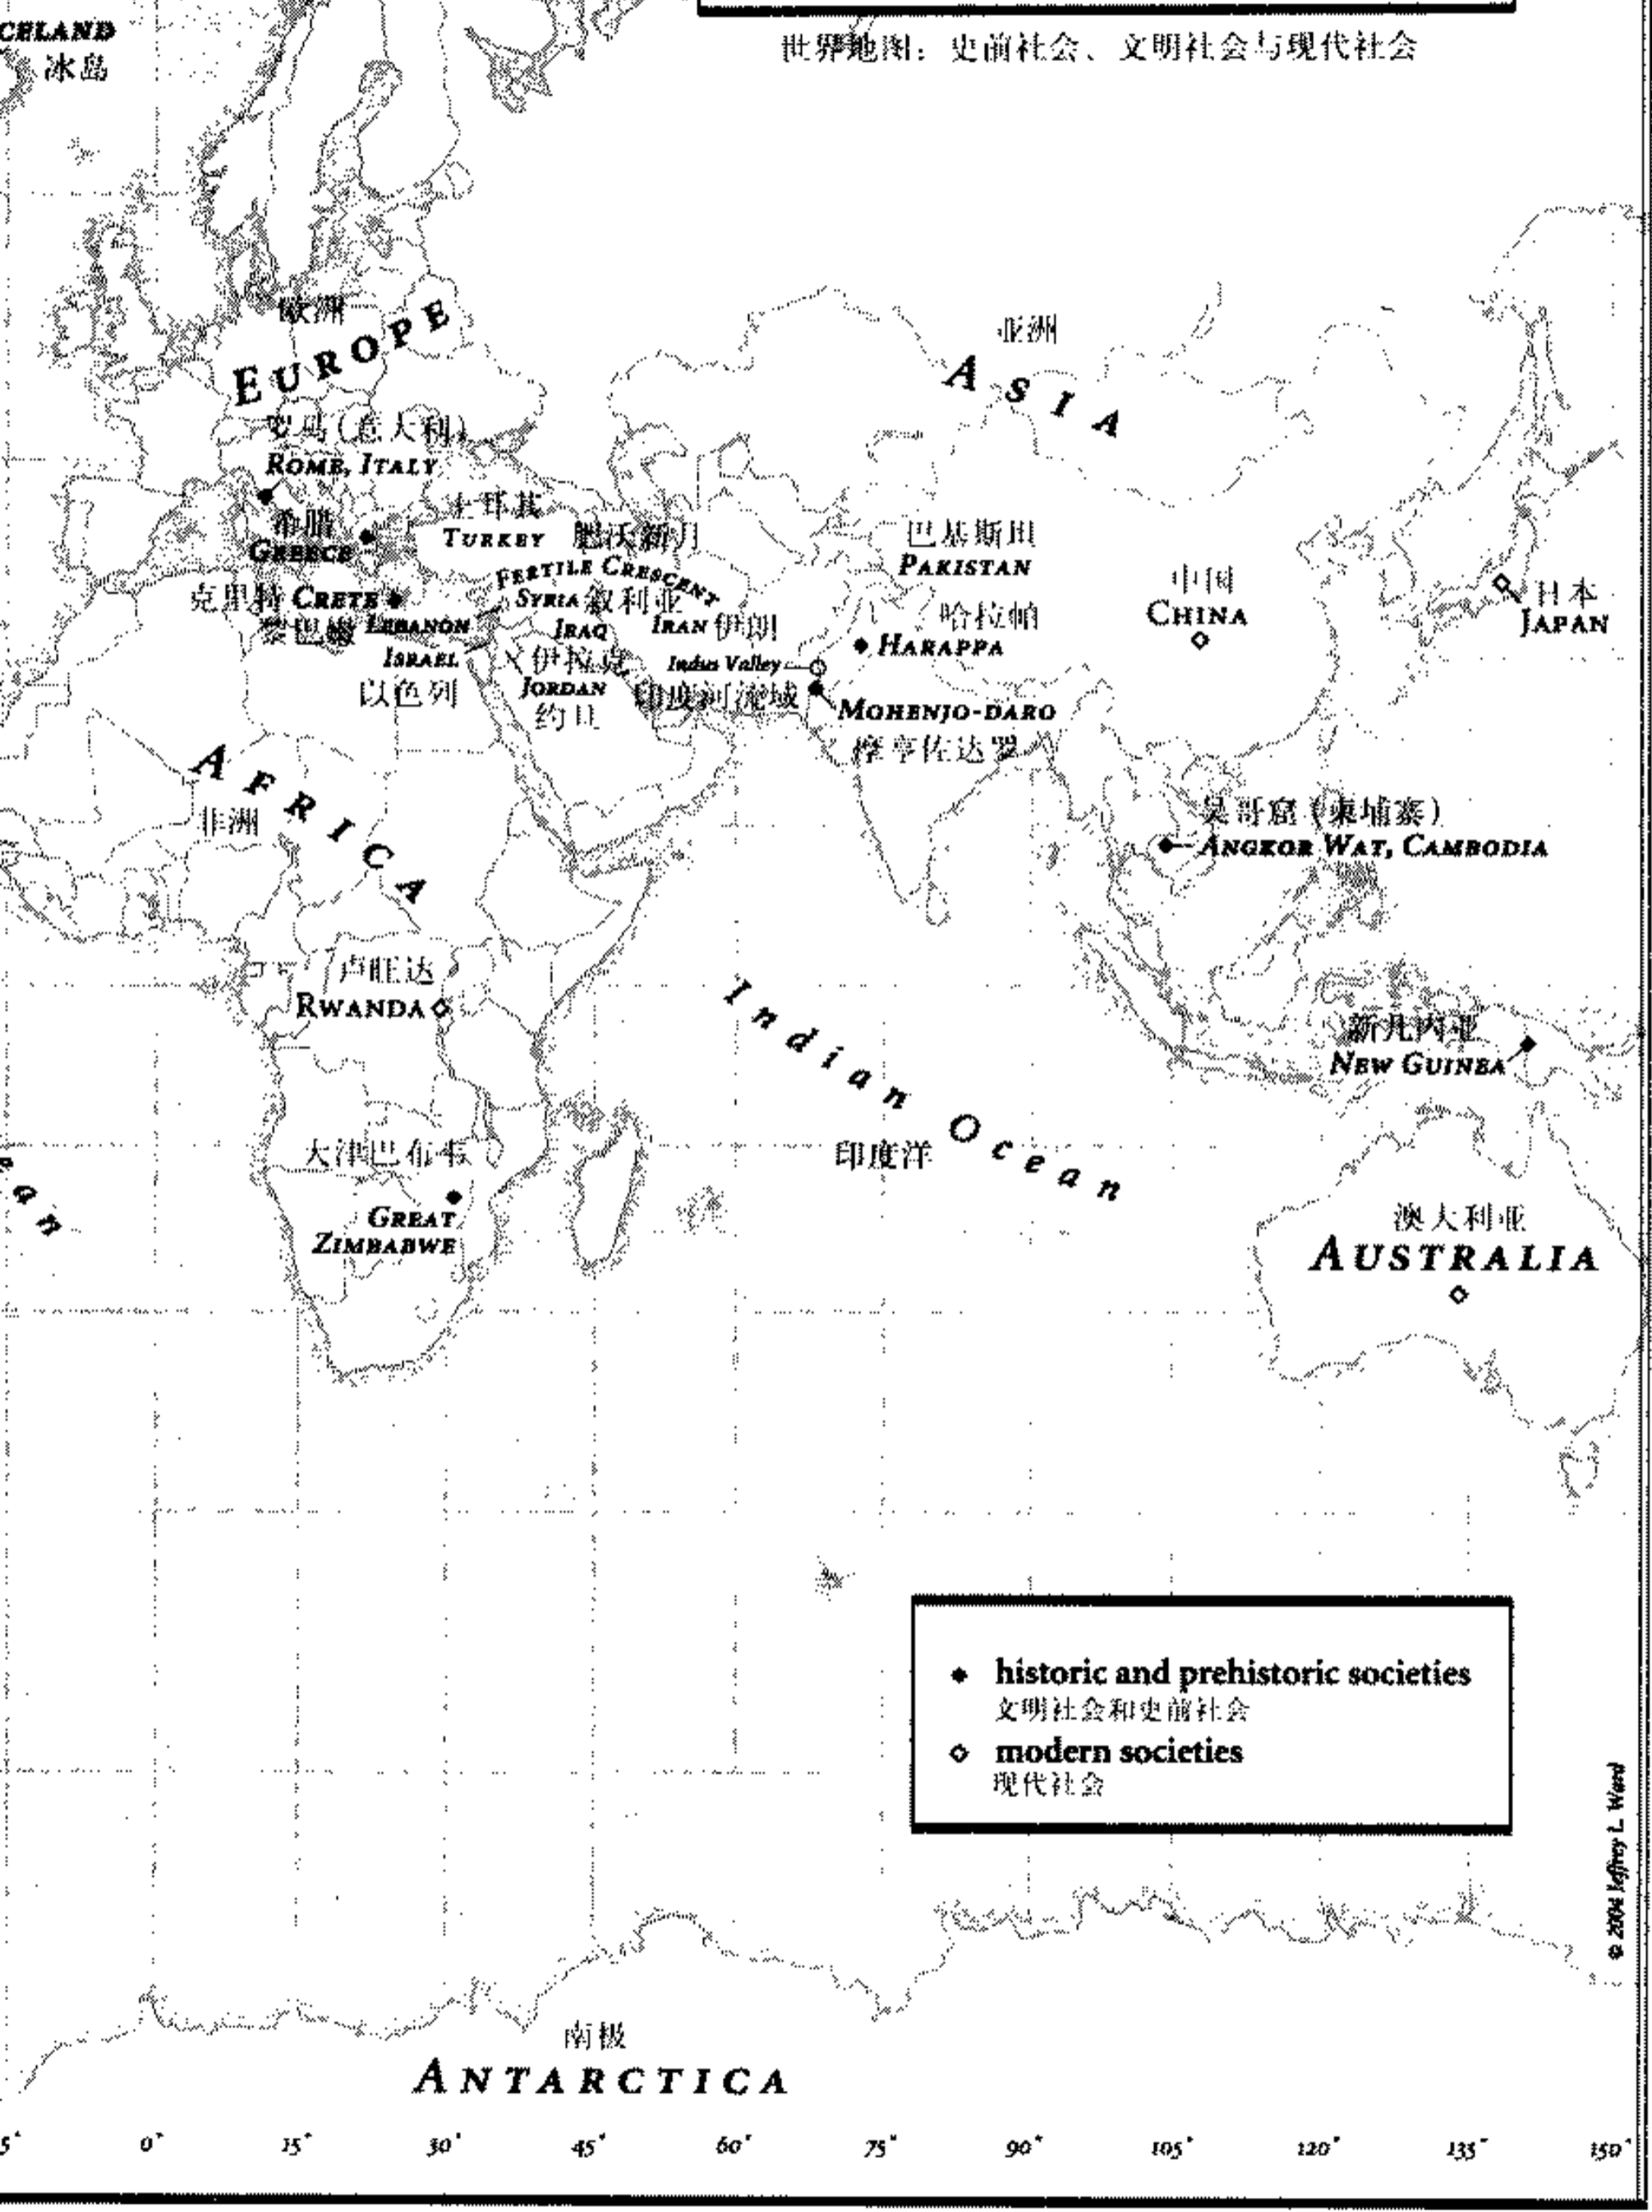 CELAND
冰岛
世界地图：史前社会、文明社会与现代社会
欧洲
EUROPE
亚洲
ASIA
罗马（意大利）
ROME, ITALY
希腊
GREECE
土耳其
TURKEY
肥沃新月
FERTILE CRESCENT
巴基斯坦
PAKISTAN
中国
CHINA
日本
JAPAN
克里特 CRETE
SYRIA 叙利亚
黎巴嫩 LEBANON
IRAQ
IRAN 伊朗
哈拉帕
HARAPPA
ISRAEL
以色列
伊拉克
JORDAN
约旦
Indus Valley
印度河流域
MOHENJO-DARO
摩亨佐达罗
AFRICA
非洲
吴哥窟（柬埔寨）
ANGKOR WAT, CAMBODIA
卢旺达
RWANDA
Indian Ocean
印度洋
新几内亚
NEW GUINEA
an
大津巴布韦
GREAT
ZIMBABWE
澳大利亚
AUSTRALIA
historic and prehistoric societies
文明社会和史前社会
modern societies
现代社会
© 2004 Jeffrey L. Ward
南极
ANTARCTICA
5° 0° 15° 30° 45° 60° 75° 90° 105° 120° 135° 150°